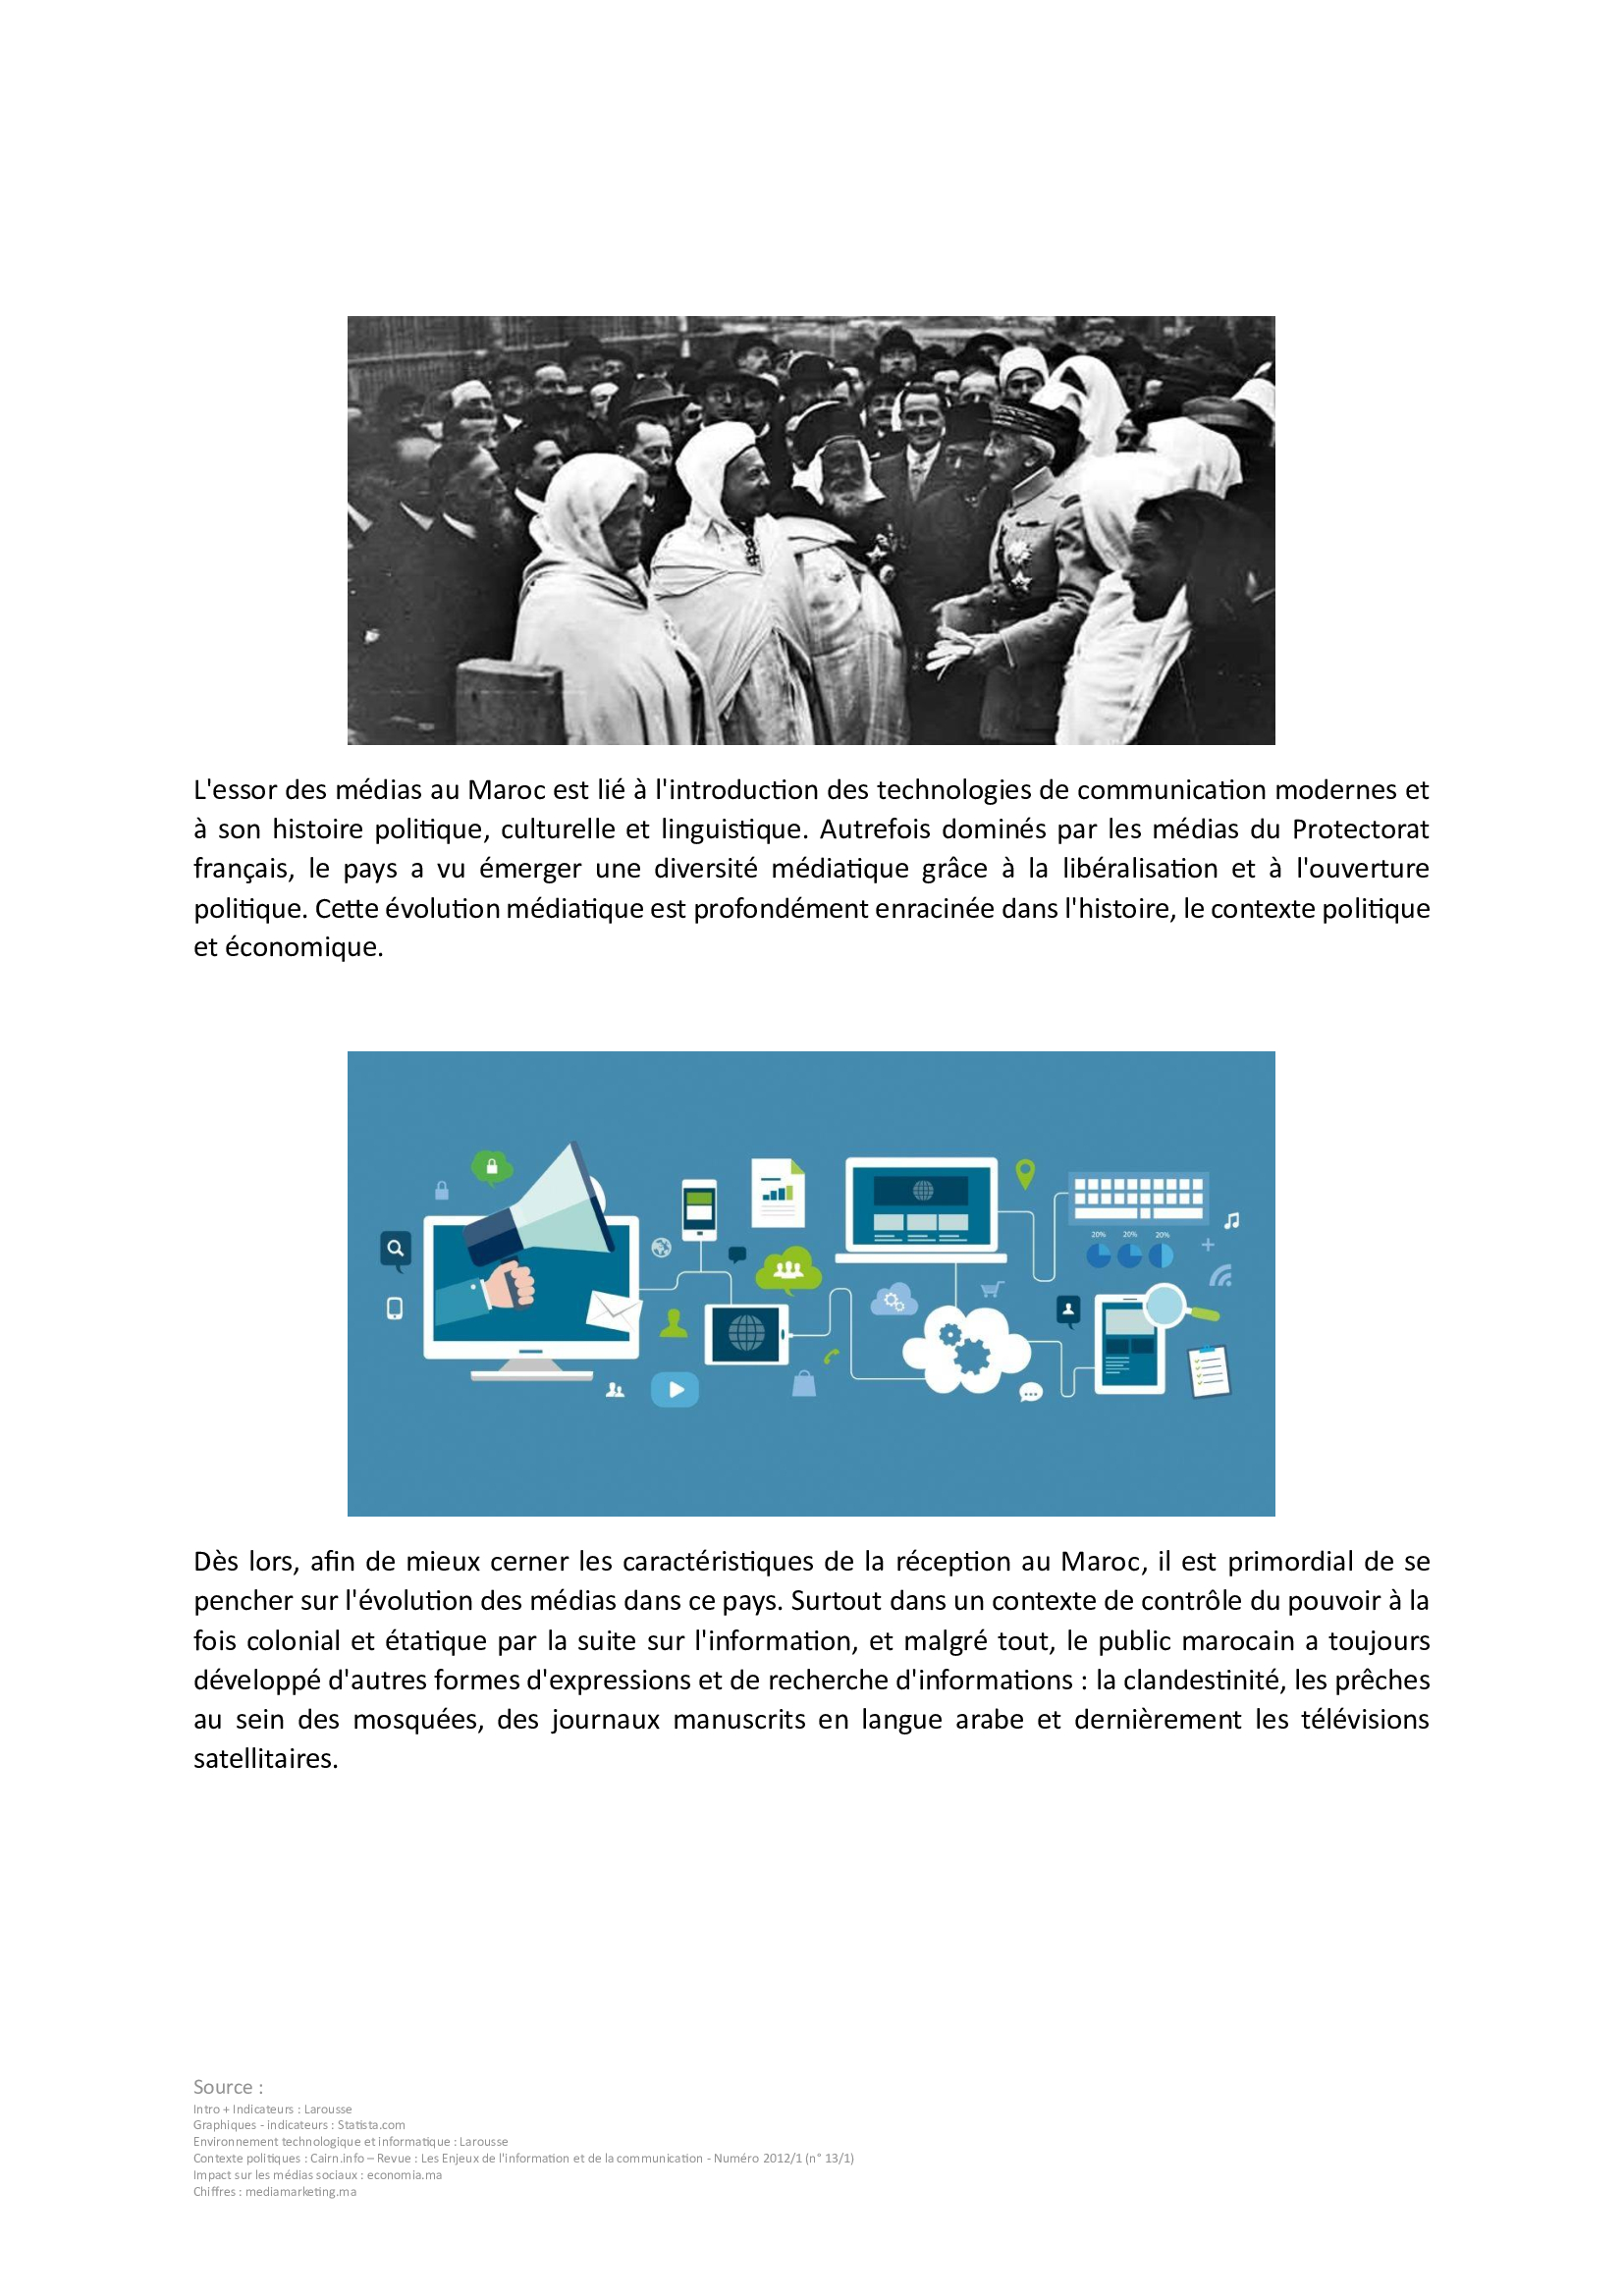 L'essor des médias au Maroc est lié à l'introduction des technologies de communication modernes et
à son histoire politique, culturelle et linguistique. Autrefois dominés par les médias du Protectorat
français, le pays a vu émerger une diversité médiatique grâce à la libéralisation et à l'ouverture
politique. Cette évolution médiatique est profondément enracinée dans l'histoire, le contexte politique
et économique.
20% 20% 20%
Dès lors, afin de mieux cerner les caractéristiques de la réception au Maroc, il est primordial de se
pencher sur l'évolution des médias dans ce pays. Surtout dans un contexte de contrôle du pouvoir à la
fois colonial et étatique par la suite sur l'information, et malgré tout, le public marocain a toujours
développé d'autres formes d'expressions et de recherche d'informations : la clandestinité, les prêches
au sein des mosquées, des journaux manuscrits en langue arabe et dernièrement les télévisions
satellitaires.
Source :
Intro + Indicateurs : Larousse
Graphiques - indicateurs : Statista.com
Environnement technologique et informatique : Larousse
Contexte politiques : Cairn.info – Revue : Les Enjeux de l'information et de la communication - Numéro 2012/1 (n° 13/1)
Impact sur les médias sociaux : economia.ma
Chiffres : mediamarketing.ma